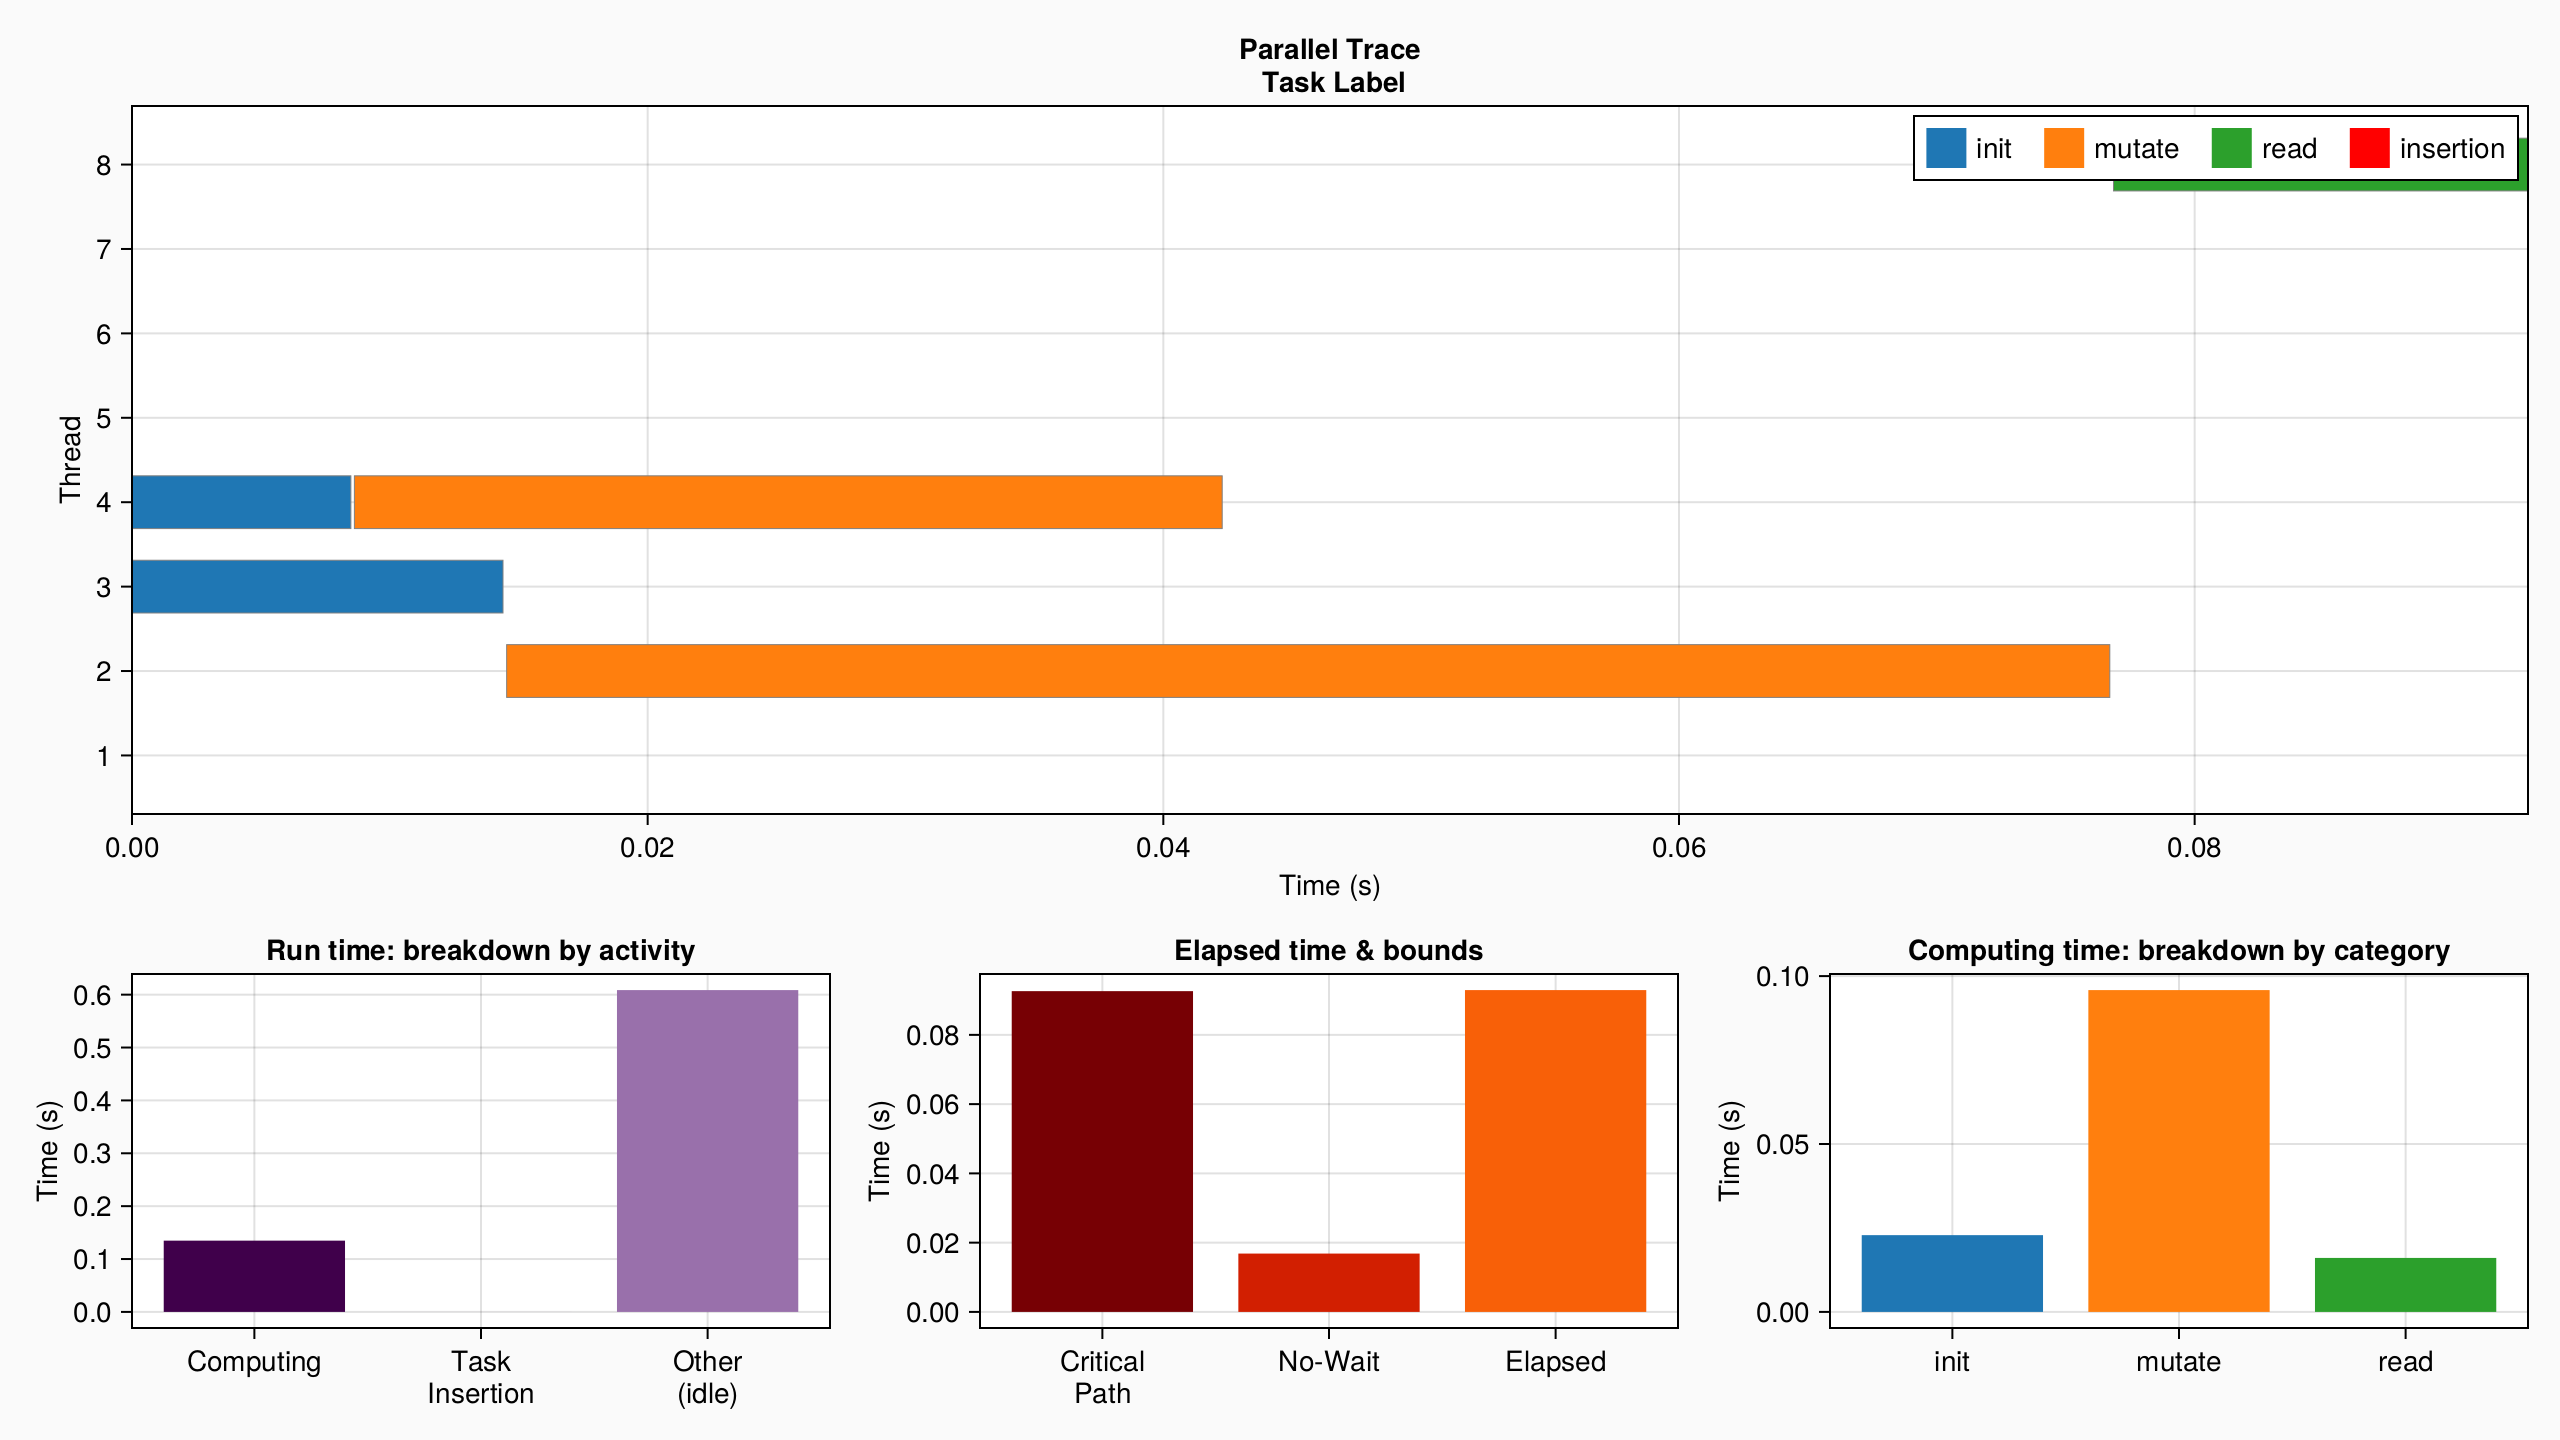 Parallel Trace
Task Label
init mutate read insertion
8
7
6
5
4
3
2
1
Thread
0.00 0.02 0.04 0.06 0.08
Time (s)
Run time: breakdown by activity
0.6
0.5
0.4
0.3
0.2
0.1
0.0
Time (s)
Computing Task Insertion Other (idle)
Elapsed time & bounds
0.08
0.06
0.04
0.02
0.00
Time (s)
Critical Path No-Wait Elapsed
Computing time: breakdown by category
0.10
0.05
0.00
Time (s)
init mutate read